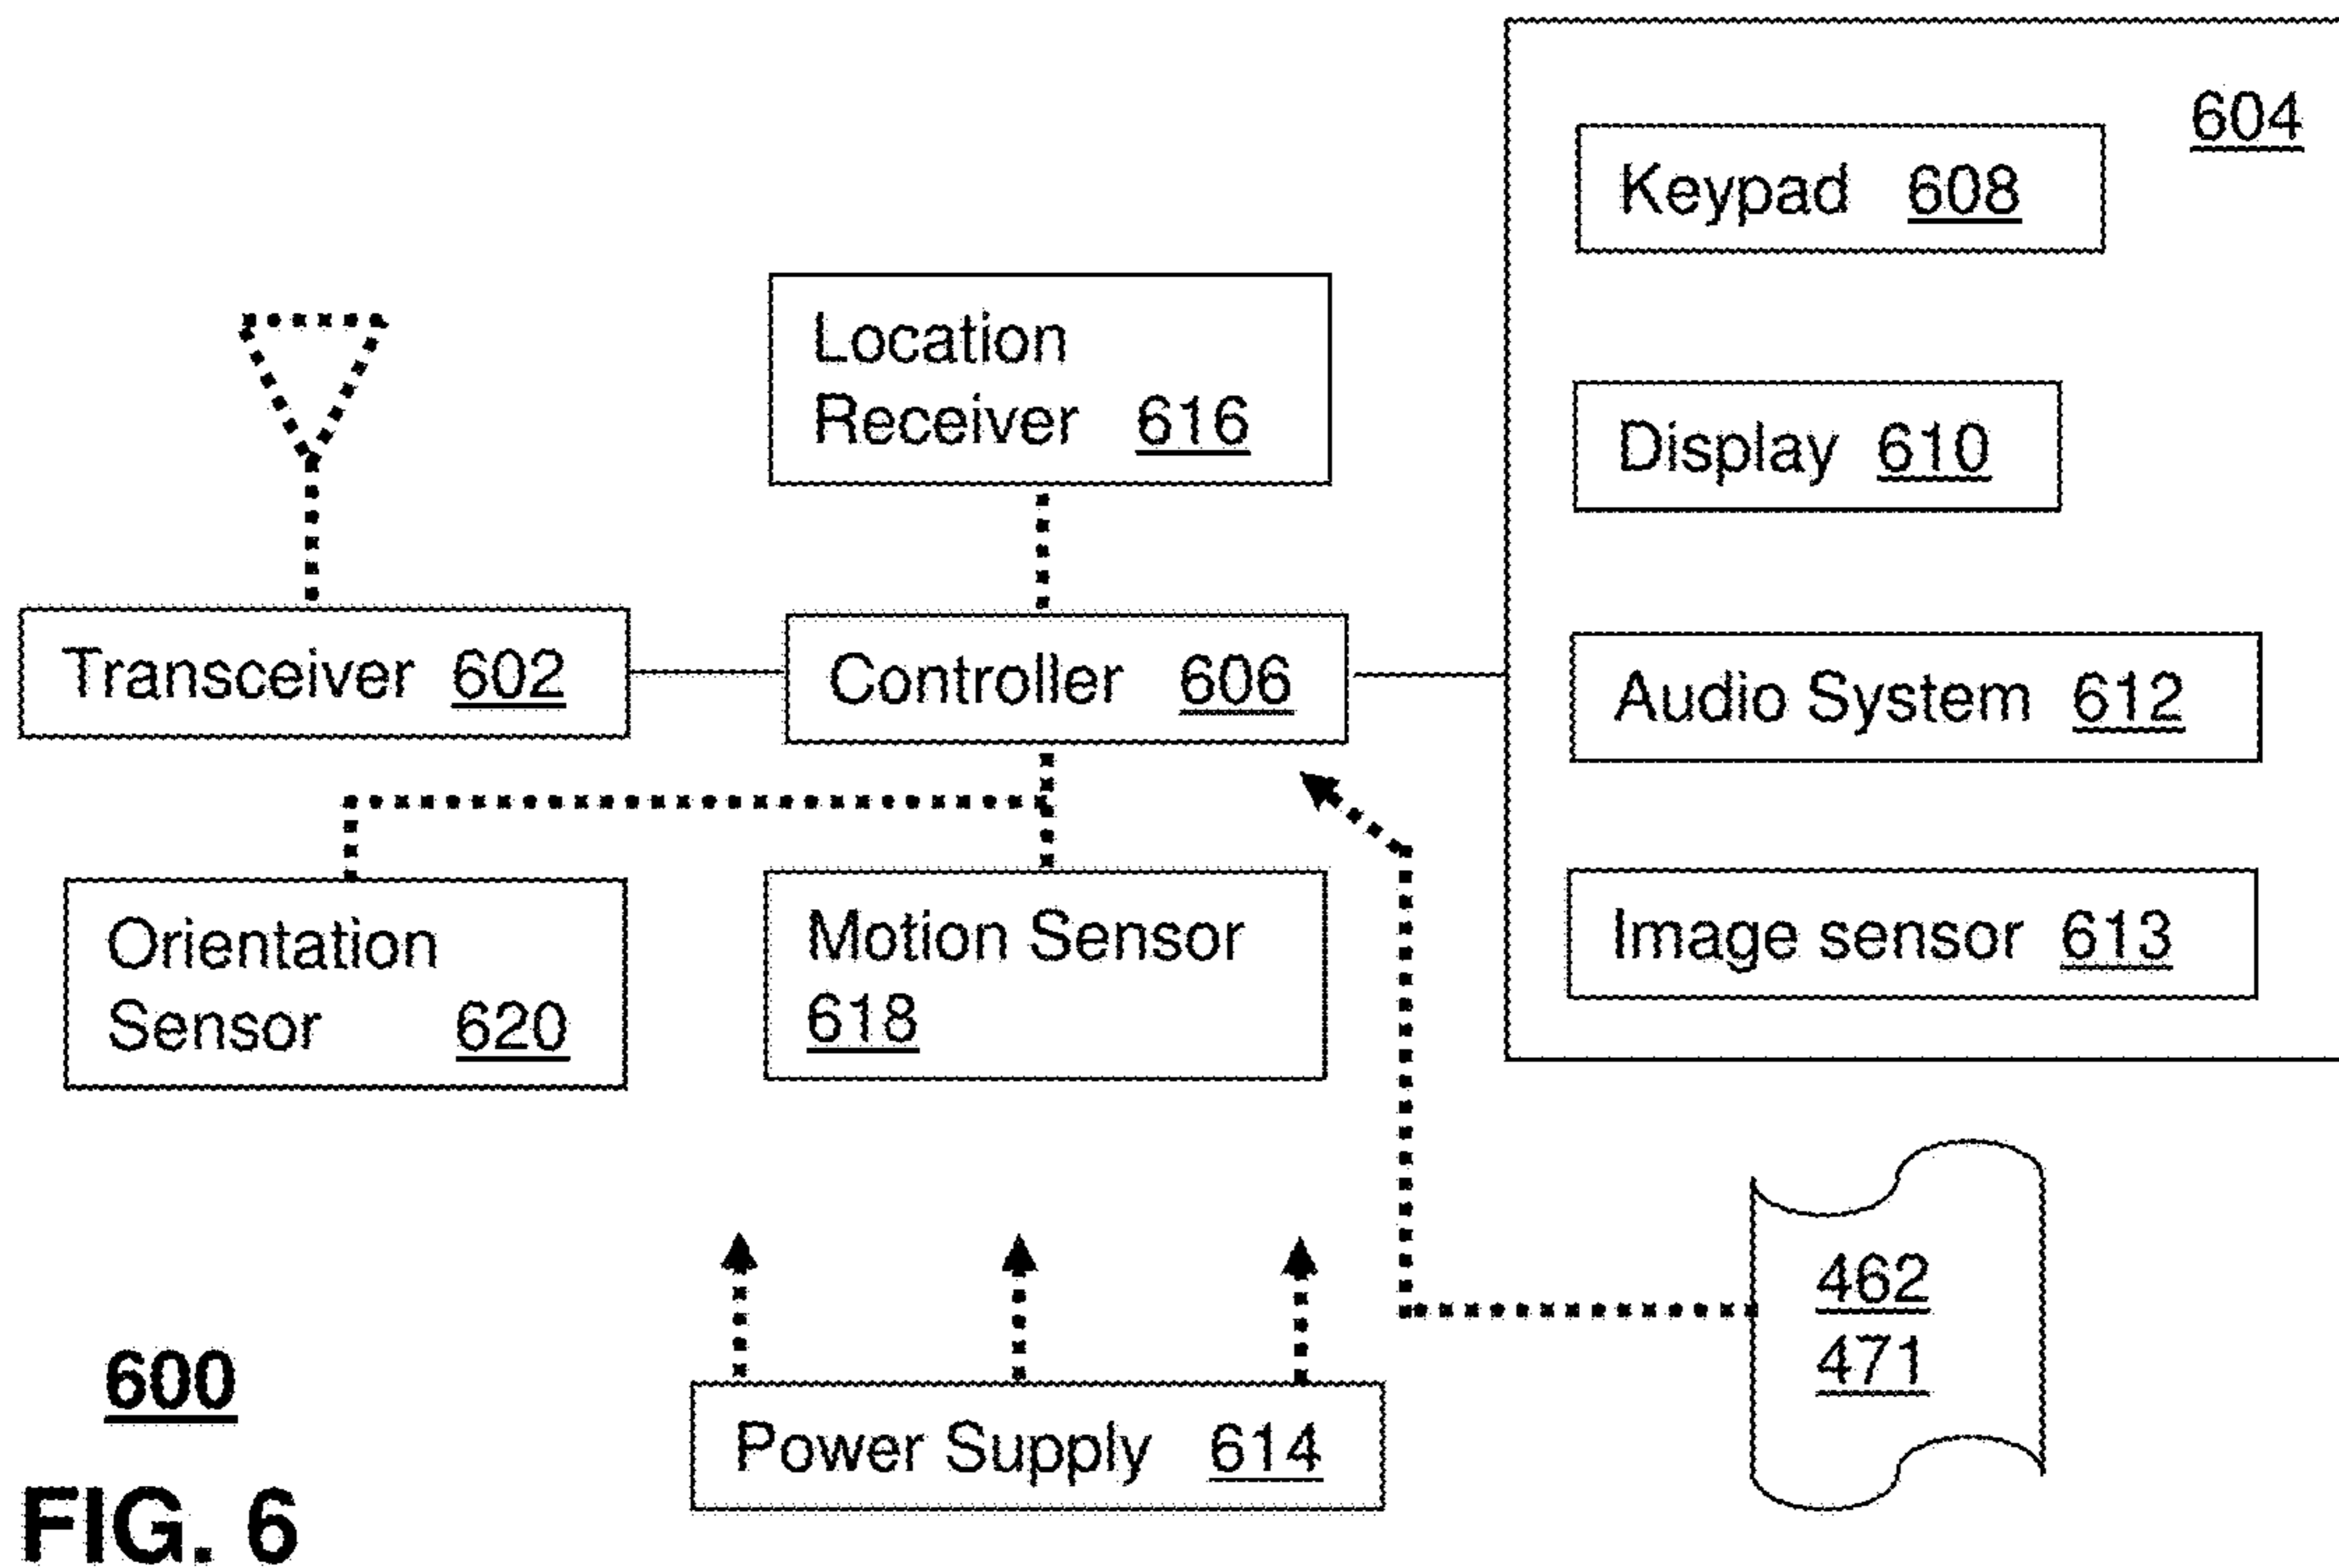 604
Keypad 608
Location
Receiver 616
Display 610
Transceiver 602
Controller 606
Audio System 612
Orientation
Sensor 620
Motion Sensor
618
Image sensor 613
462
471
600
Power Supply 614
FIG. 6